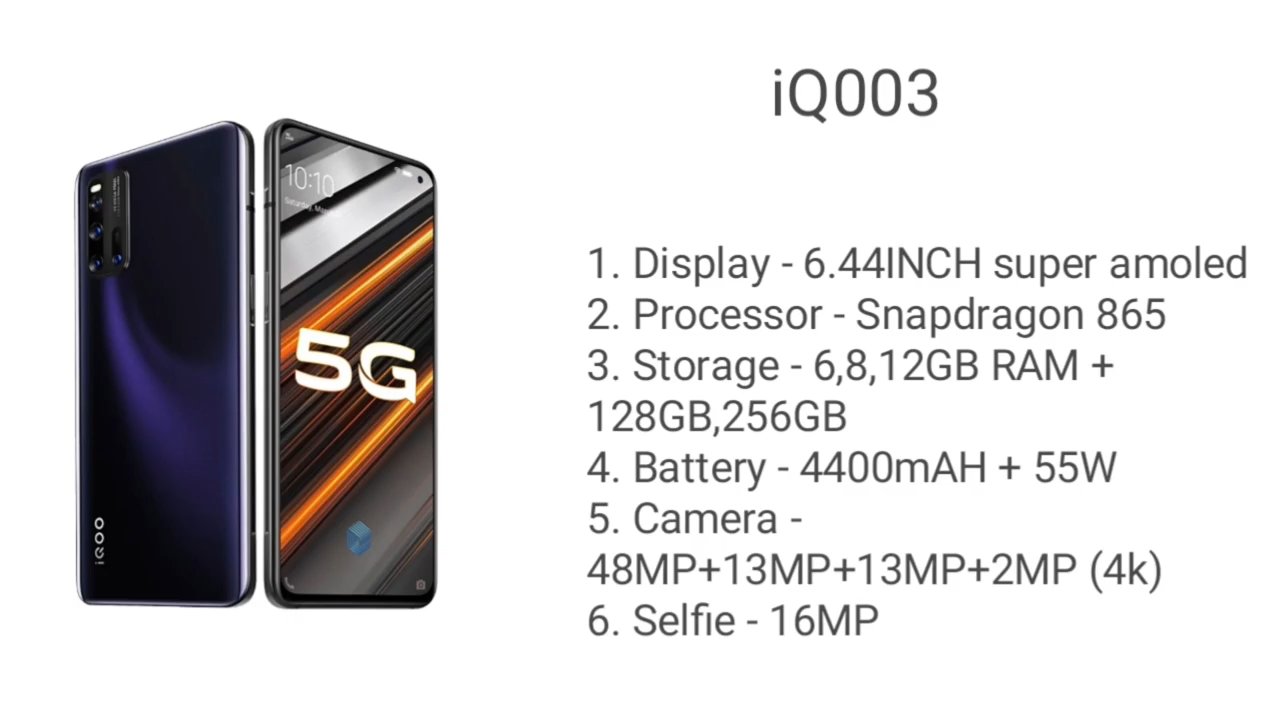 iQ003
10:10
5G
iQOO
1. Display - 6.44INCH super amoled
2. Processor - Snapdragon 865
3. Storage - 6,8,12GB RAM +
128GB,256GB
4. Battery - 4400mAH + 55W
5. Camera -
48MP+13MP+13MP+2MP (4k)
6. Selfie - 16MP